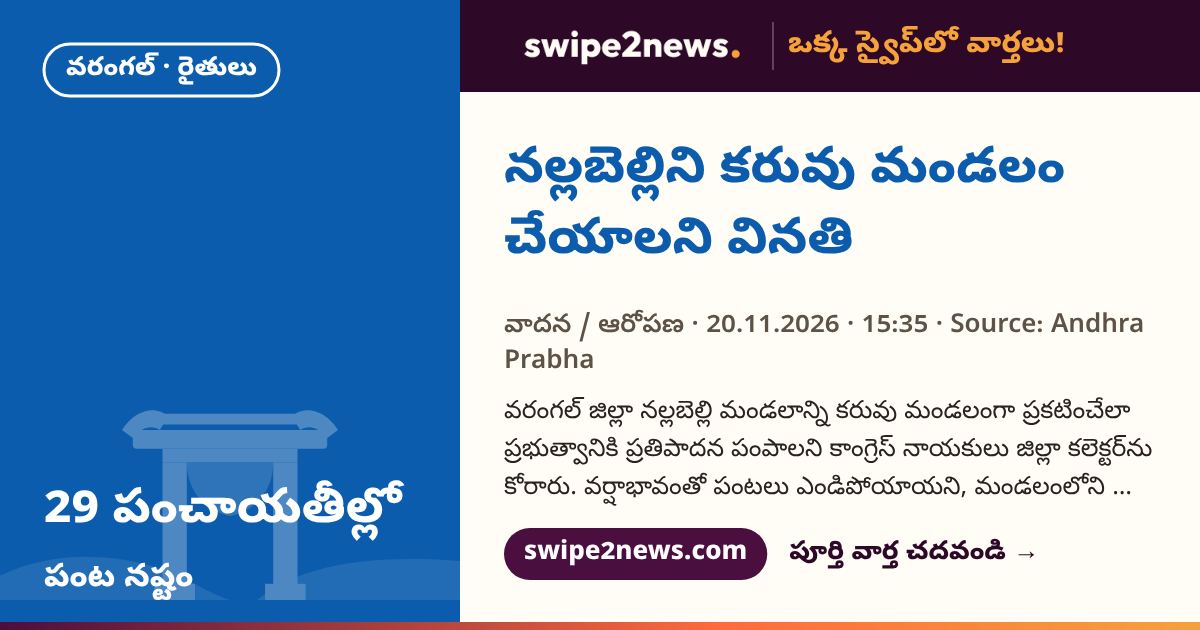 వరంగల్ · రైతులు
29 పంచాయతీల్లో
పంట నష్టం
swipe2news.
ఒక్క స్వైప్‌లో వార్తలు!
నల్లబెల్లిని కరువు మండలం
చేయాలని వినతి
వాదన / ఆరోపణ · 20.11.2026 · 15:35 · Source: Andhra
Prabha
వరంగల్ జిల్లా నల్లబెల్లి మండలాన్ని కరువు మండలంగా ప్రకటించేలా
ప్రభుత్వానికి ప్రతిపాదన పంపాలని కాంగ్రెస్ నాయకులు జిల్లా కలెక్టర్‌ను
కోరారు. వర్షాభావంతో పంటలు ఎండిపోయాయని, మండలంలోని ...
swipe2news.com
పూర్తి వార్త చదవండి →